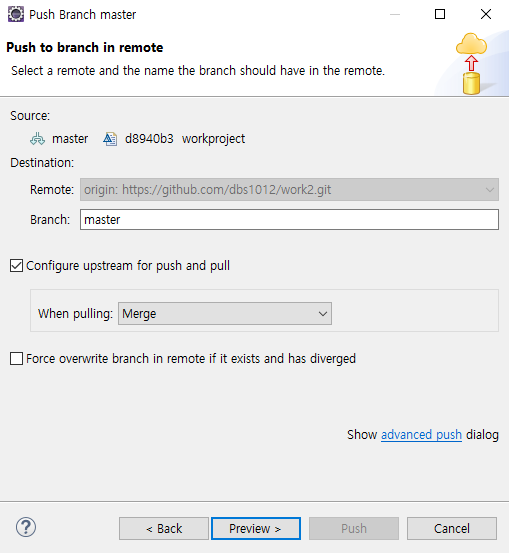 Push Branch master
Push to branch in remote
Select a remote and the name the branch should have in the remote.
Source:
master d8940b3 workproject
Destination:
Remote: origin: https://github.com/dbs1012/work2.git
Branch: master
Configure upstream for push and pull
When pulling: Merge
Force overwrite branch in remote if it exists and has diverged
Show advanced push dialog
? < Back Preview > Push Cancel